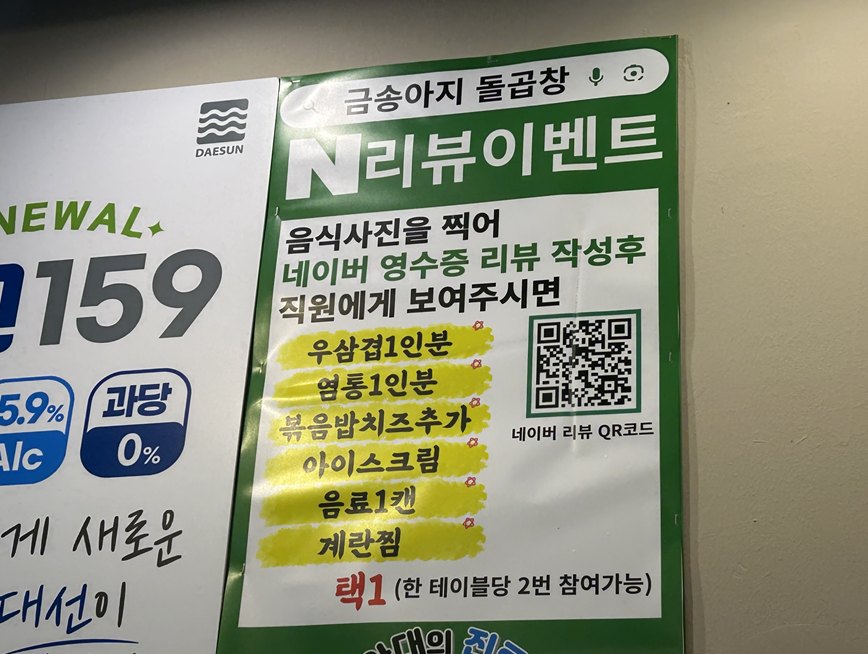 DAESUN
NEWAL
159
5.9%
Alc
과당
0%
게 새로운
대선이
금송아지 돌곱창
N리뷰이벤트
음식사진을 찍어
네이버 영수증 리뷰 작성후
직원에게 보여주시면
우삼겹1인분
염통1인분
볶음밥치즈추가
아이스크림
음료1캔
계란찜
네이버 리뷰 QR코드
택1 (한 테이블당 2번 참여가능)